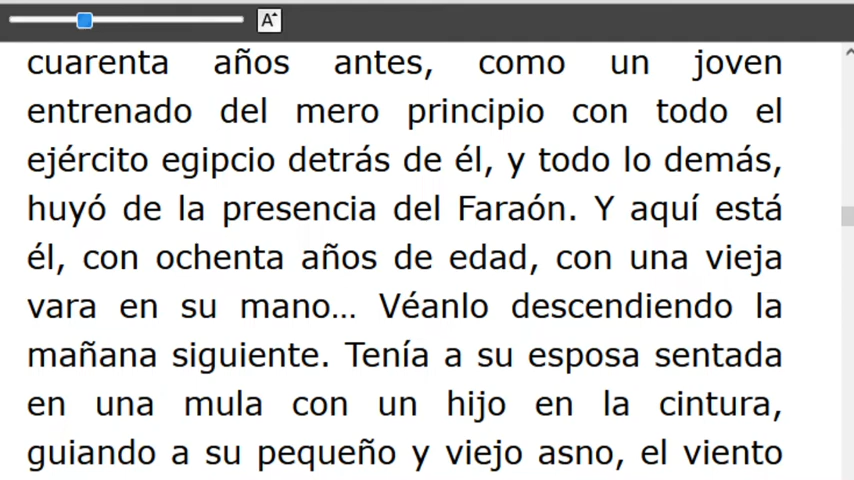 A
cuarenta años antes, como un joven
entrenado del mero principio con todo el
ejército egipcio detrás de él, y todo lo demás,
huyó de la presencia del Faraón. Y aquí está
él, con ochenta años de edad, con una vieja
vara en su mano... Véanlo descendiendo la
mañana siguiente. Tenía a su esposa sentada
en una mula con un hijo en la cintura,
guiando a su pequeño y viejo asno, el viento